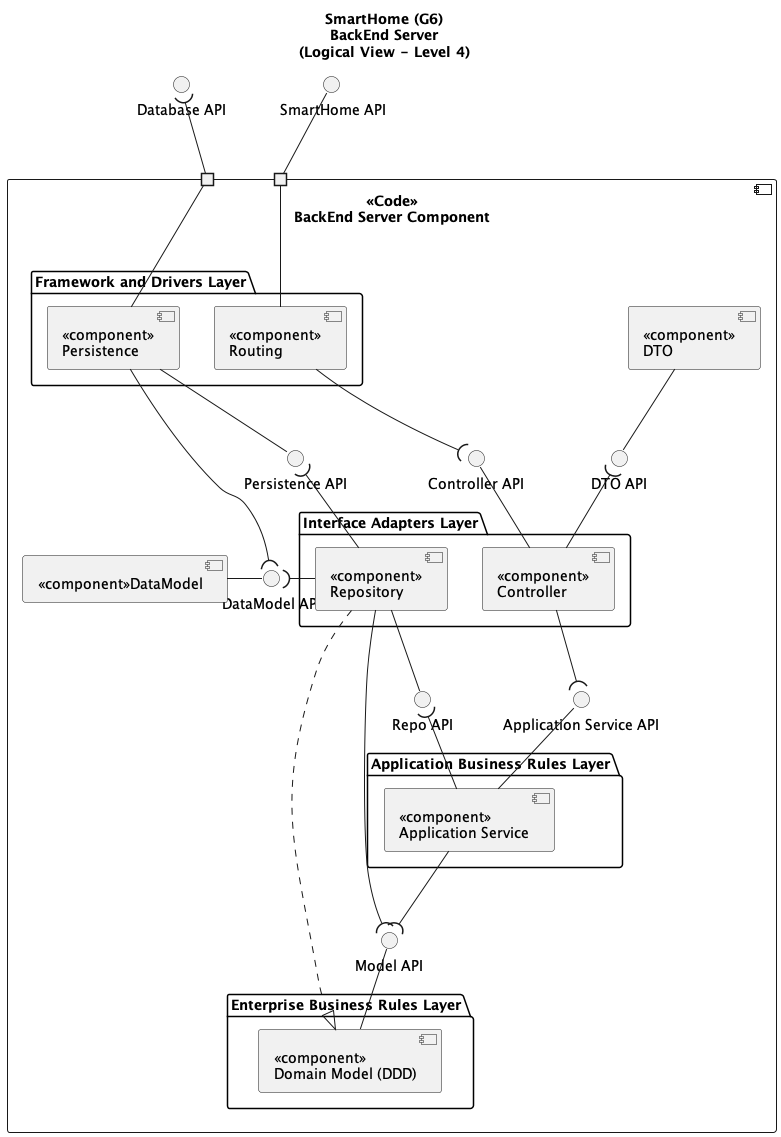 SmartHome (G6)
BackEnd Server
(Logical View - Level 4)
Database API
SmartHome API
«Code»
BackEnd Server Component
Framework and Drivers Layer
«component»
Persistence
«component»
Routing
«component»
DTO
Persistence API
Controller API
DTO API
Interface Adapters Layer
«component»DataModel
«component»
Repository
«component»
Controller
DataModel AP
Repo API
Application Service API
Application Business Rules Layer
«component»
Application Service
Model API
Enterprise Business Rules Layer
«component»
Domain Model (DDD)